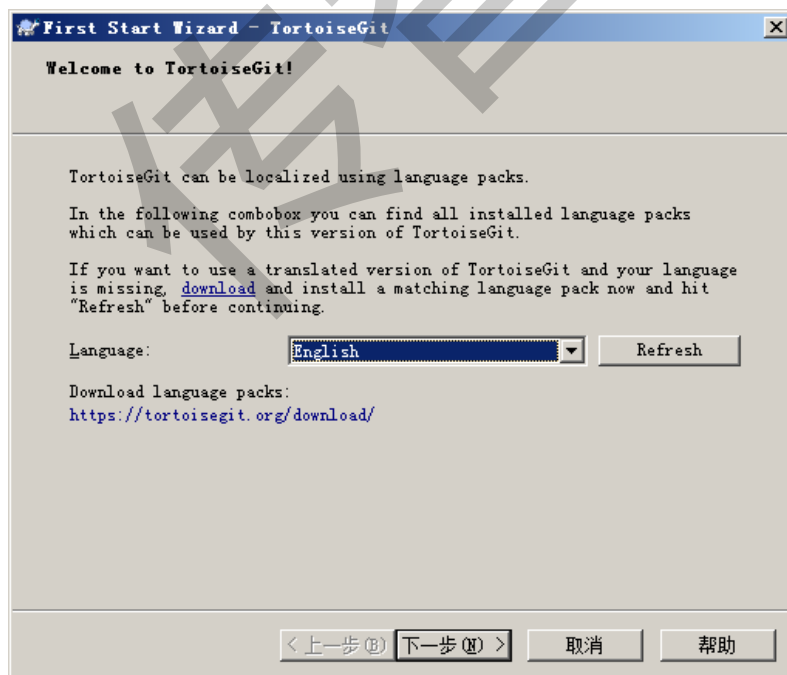 First Start Wizard - TortoiseGit
Welcome to TortoiseGit!
TortoiseGit can be localized using language packs.
In the following combobox you can find all installed language packs
which can be used by this version of TortoiseGit.
If you want to use a translated version of TortoiseGit and your language
is missing, download and install a matching language pack now and hit
"Refresh" before continuing.
Language: English Refresh
Download language packs:
https://tortoisegit.org/download/
< 上一步(B) 下一步(N) > 取消 帮助
传